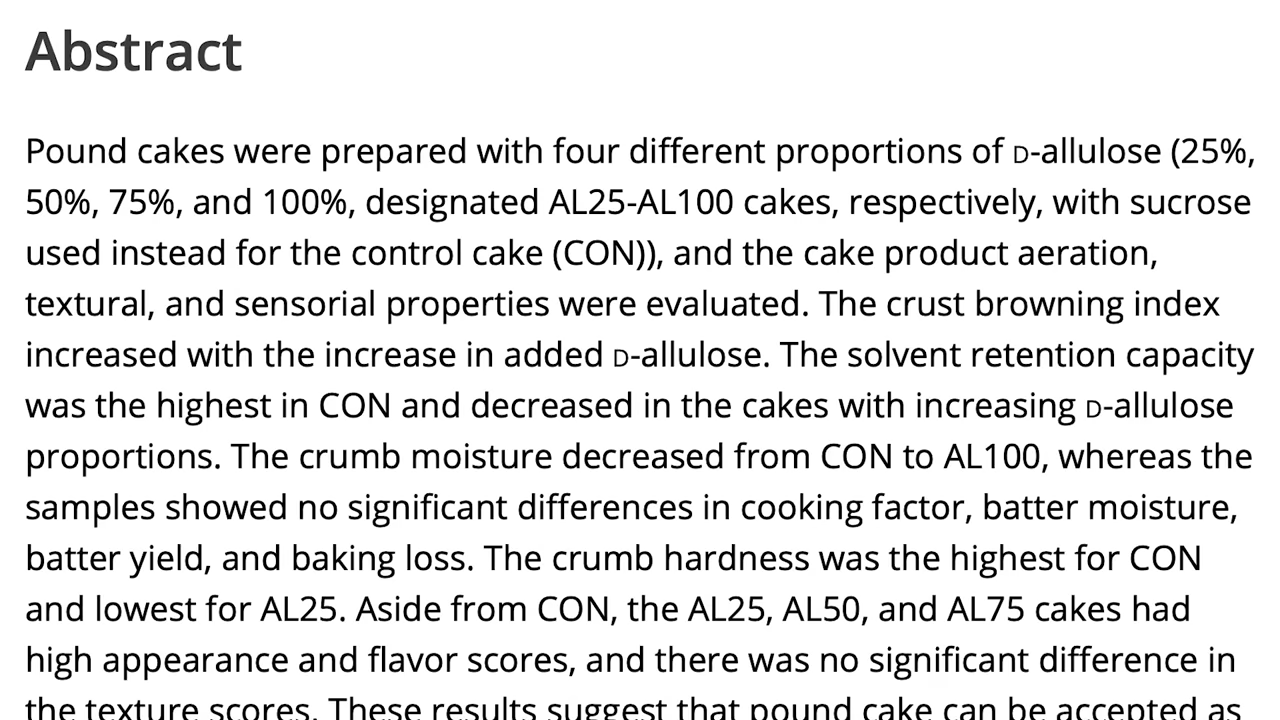 Abstract
Pound cakes were prepared with four different proportions of D-allulose (25%,
50%, 75%, and 100%, designated AL25-AL100 cakes, respectively, with sucrose
used instead for the control cake (CON)), and the cake product aeration,
textural, and sensorial properties were evaluated. The crust browning index
increased with the increase in added D-allulose. The solvent retention capacity
was the highest in CON and decreased in the cakes with increasing D-allulose
proportions. The crumb moisture decreased from CON to AL100, whereas the
samples showed no significant differences in cooking factor, batter moisture,
batter yield, and baking loss. The crumb hardness was the highest for CON
and lowest for AL25. Aside from CON, the AL25, AL50, and AL75 cakes had
high appearance and flavor scores, and there was no significant difference in
the texture scores. These results suggest that pound cake can be accepted as